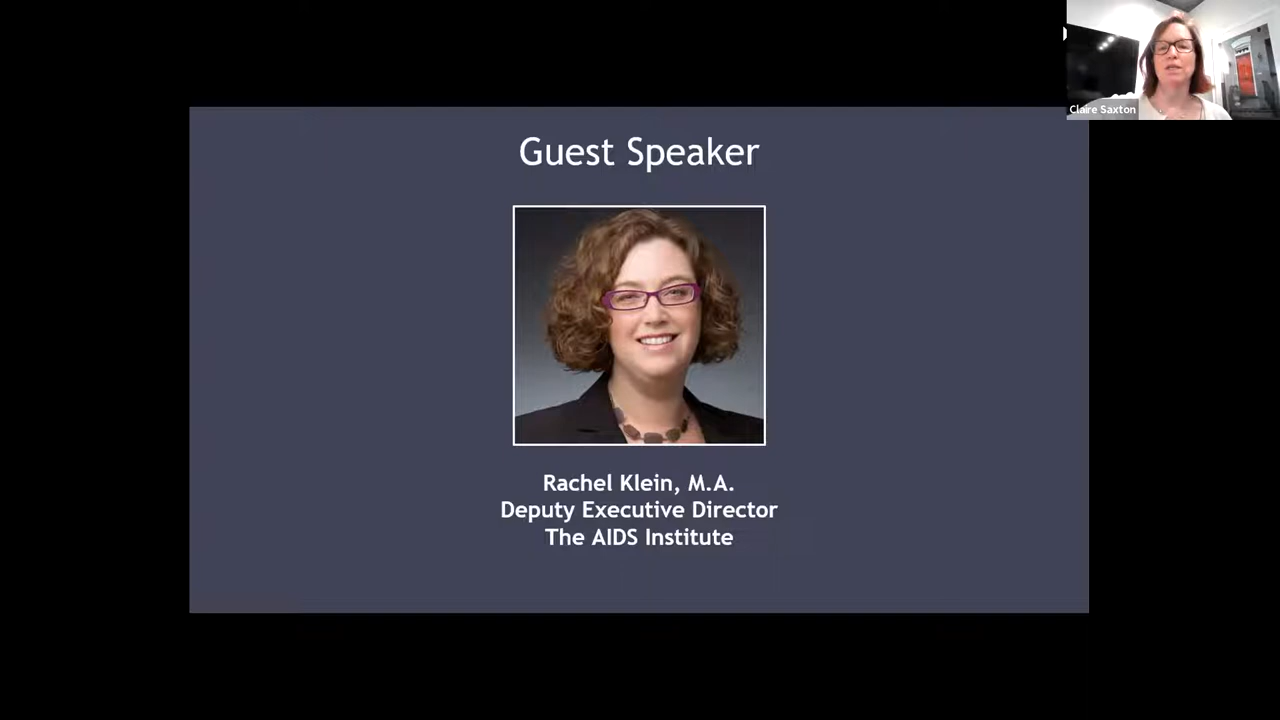 Claire Saxton
Guest Speaker
Rachel Klein, M.A.
Deputy Executive Director
The AIDS Institute